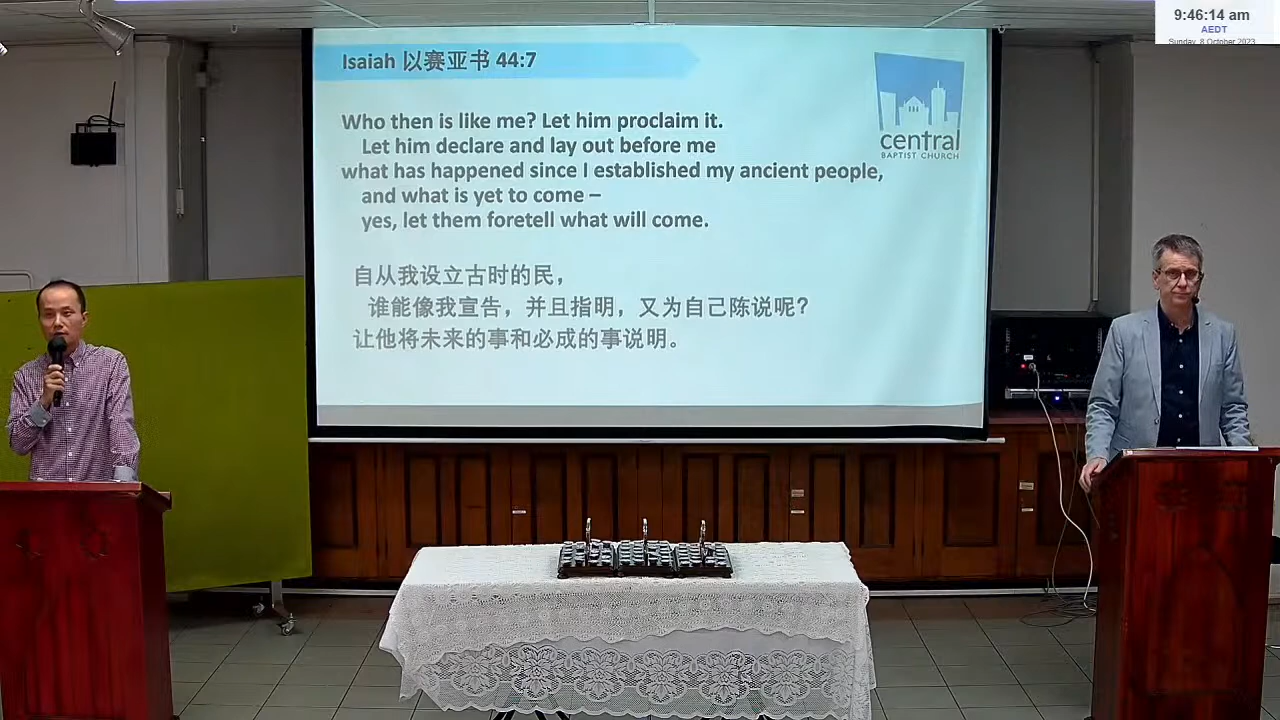 9:46:14 am
AEDT
Sunday, 8 October 2023
Isaiah 以赛亚书 44:7
central
BAPTIST CHURCH
Who then is like me? Let him proclaim it.
Let him declare and lay out before me
what has happened since I established my ancient people,
and what is yet to come –
yes, let them foretell what will come.
自从我设立古时的民，
谁能像我宣告，并且指明，又为自己陈说呢？
让他将未来的事和必成的事说明。